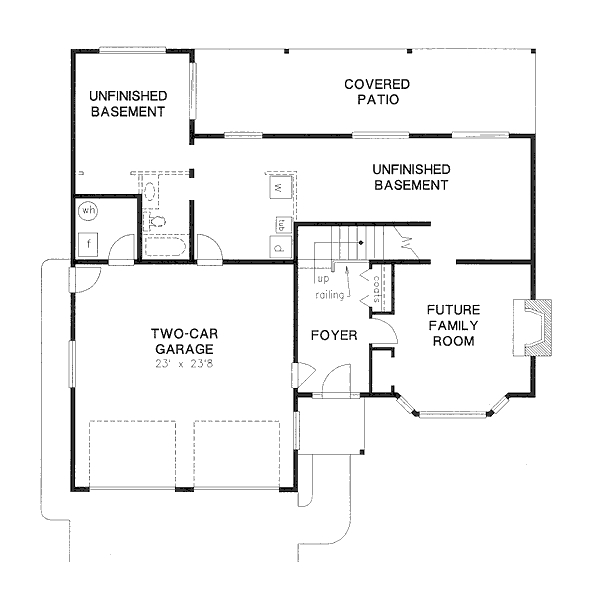 COVERED
PATIO
UNFINISHED
BASEMENT
UNFINISHED
BASEMENT
W
wh
tub
f
d
up
railing
coats
FUTURE
FAMILY
ROOM
FOYER
TWO-CAR
GARAGE
23' x 23'8